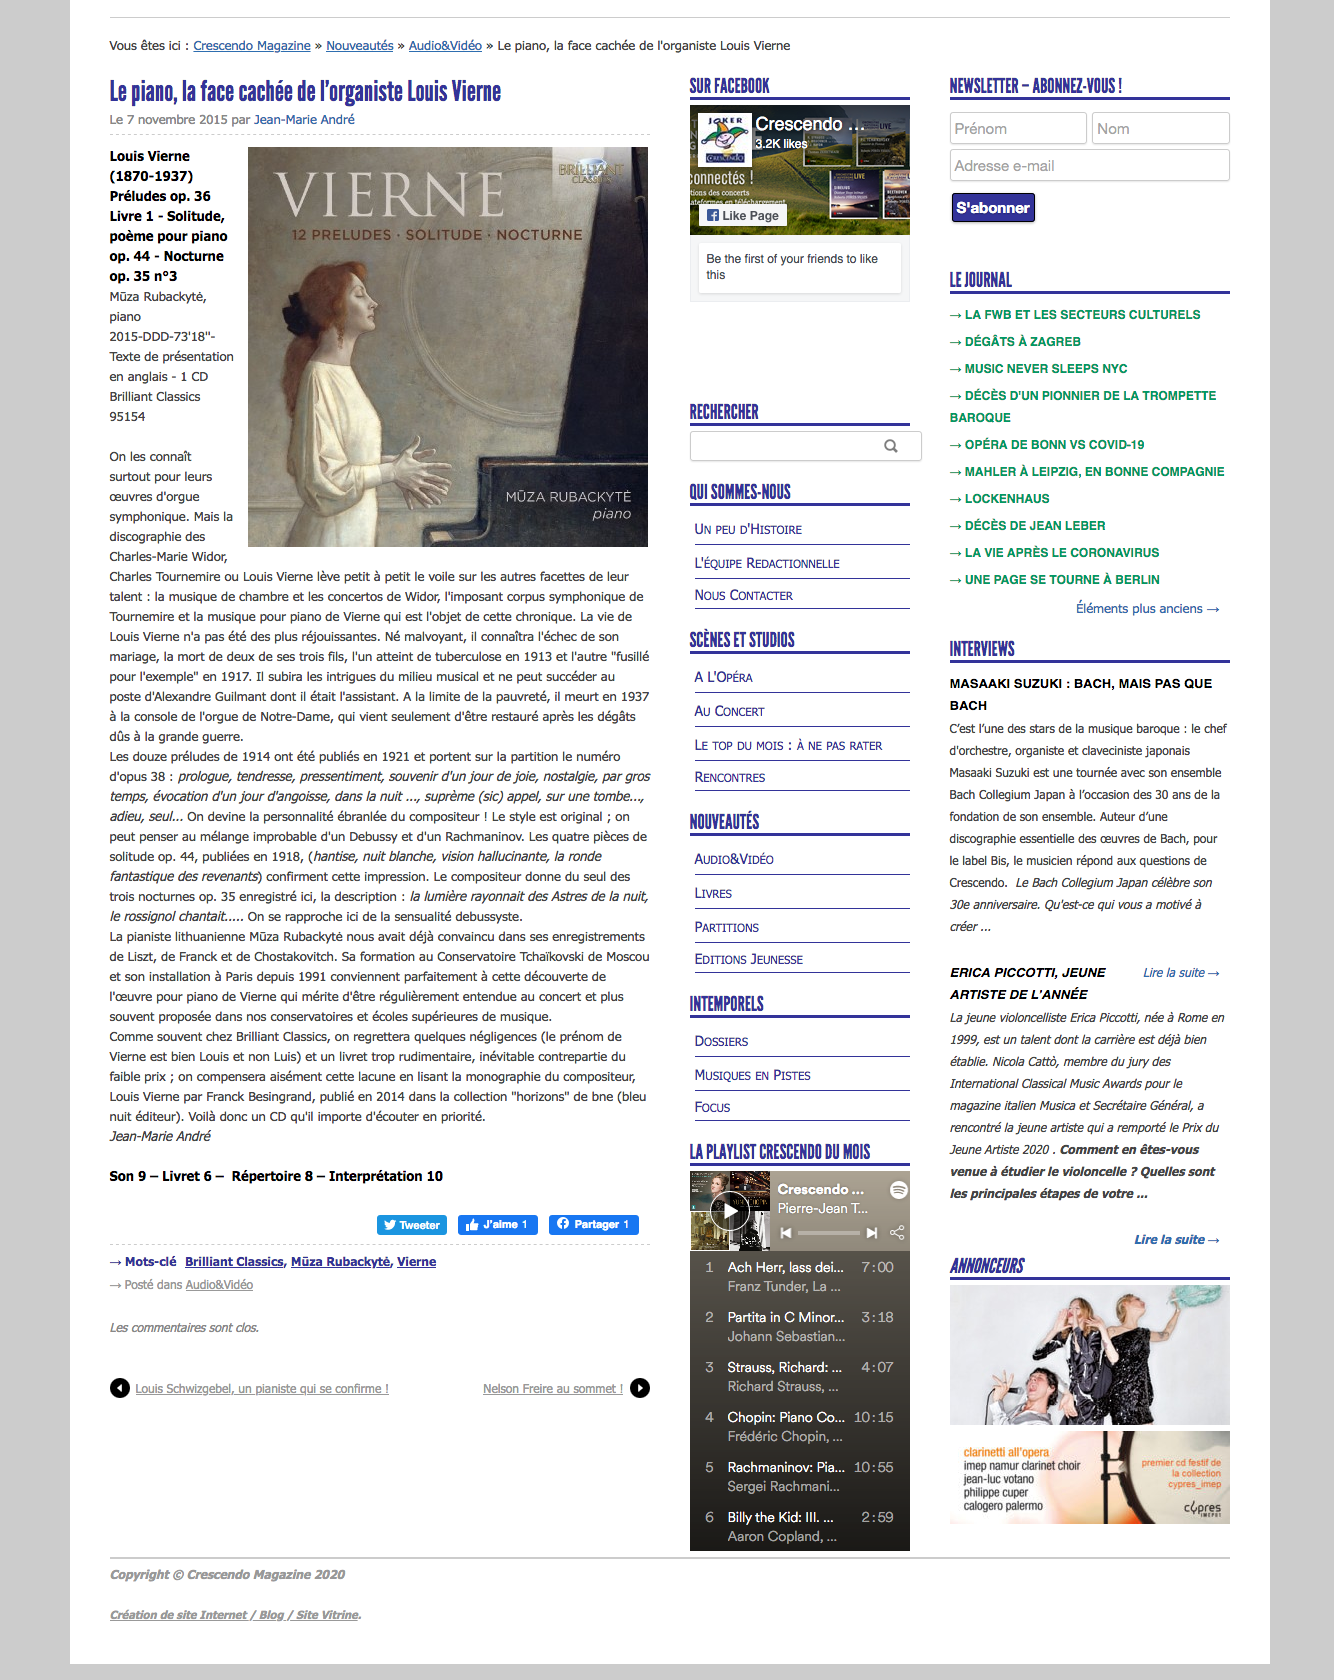 Vous êtes ici : Crescendo Magazine » Nouveautés » Audio&Vidéo » Le piano, la face cachée de l'organiste Louis Vierne
Le piano, la face cachée de l'organiste Louis Vierne
Le 7 novembre 2015 par Jean-Marie André
Louis Vierne
(1870-1937)
Préludes op. 36
Livre 1 - Solitude,
poème pour piano
op. 44 - Nocturne
op. 35 n°3
Mūza Rubackytė,
piano
2015-DDD-73'18''-
Texte de présentation
en anglais - 1 CD
Brilliant Classics
95154
VIERNE
BRILLIANT
CLASSICS
12 PRELUDES · SOLITUDE · NOCTURNE
MŪZA RUBACKYTĖ
piano
On les connaît
surtout pour leurs
œuvres d'orgue
symphonique. Mais la
discographie des
Charles-Marie Widor,
Charles Tournemire ou Louis Vierne lève petit à petit le voile sur les autres facettes de leur
talent : la musique de chambre et les concertos de Widor, l'imposant corpus symphonique de
Tournemire et la musique pour piano de Vierne qui est l'objet de cette chronique. La vie de
Louis Vierne n'a pas été des plus réjouissantes. Né malvoyant, il connaîtra l'échec de son
mariage, la mort de deux de ses trois fils, l'un atteint de tuberculose en 1913 et l'autre "fusillé
pour l'exemple" en 1917. Il subira les intrigues du milieu musical et ne peut succéder au
poste d'Alexandre Guilmant dont il était l'assistant. A la limite de la pauvreté, il meurt en 1937
à la console de l'orgue de Notre-Dame, qui vient seulement d'être restauré après les dégâts
dûs à la grande guerre.
Les douze préludes de 1914 ont été publiés en 1921 et portent sur la partition le numéro
d'opus 38 : prologue, tendresse, pressentiment, souvenir d'un jour de joie, nostalgie, par gros
temps, évocation d'un jour d'angoisse, dans la nuit ..., suprème (sic) appel, sur une tombe...,
adieu, seul... On devine la personnalité ébranlée du compositeur ! Le style est original ; on
peut penser au mélange improbable d'un Debussy et d'un Rachmaninov. Les quatre pièces de
solitude op. 44, publiées en 1918, (hantise, nuit blanche, vision hallucinante, la ronde
fantastique des revenants) confirment cette impression. Le compositeur donne du seul des
trois nocturnes op. 35 enregistré ici, la description : la lumière rayonnait des Astres de la nuit,
le rossignol chantait..... On se rapproche ici de la sensualité debussyste.
La pianiste lithuanienne Mūza Rubackytė nous avait déjà convaincu dans ses enregistrements
de Liszt, de Franck et de Chostakovitch. Sa formation au Conservatoire Tchaïkovski de Moscou
et son installation à Paris depuis 1991 conviennent parfaitement à cette découverte de
l'œuvre pour piano de Vierne qui mérite d'être régulièrement entendue au concert et plus
souvent proposée dans nos conservatoires et écoles supérieures de musique.
Comme souvent chez Brilliant Classics, on regrettera quelques négligences (le prénom de
Vierne est bien Louis et non Luis) et un livret trop rudimentaire, inévitable contrepartie du
faible prix ; on compensera aisément cette lacune en lisant la monographie du compositeur,
Louis Vierne par Franck Besingrand, publié en 2014 dans la collection "horizons" de bne (bleu
nuit éditeur). Voilà donc un CD qu'il importe d'écouter en priorité.
Jean-Marie André
Son 9 – Livret 6 – Répertoire 8 – Interprétation 10
Tweeter J'aime 1 Partager 1
→ Mots-clé Brilliant Classics, Mūza Rubackytė, Vierne
→ Posté dans Audio&Vidéo
Les commentaires sont clos.
Louis Schwizgebel, un pianiste qui se confirme !
Nelson Freire au sommet !
SUR FACEBOOK
JOKER
CRESCENDO
Crescendo ...
3.2K likes
LIVE
LIVE
onnectés !
tions des concerts
ateformes en téléchargement
Like Page
Be the first of your friends to like
this
RECHERCHER
QUI SOMMES-NOUS
Un peu d'Histoire
L'équipe Redactionnelle
Nous Contacter
SCÈNES ET STUDIOS
A L'Opéra
Au Concert
Le top du mois : à ne pas rater
Rencontres
NOUVEAUTÉS
Audio&Vidéo
Livres
Partitions
Editions Jeunesse
INTEMPORELS
Dossiers
Musiques en Pistes
Focus
LA PLAYLIST CRESCENDO DU MOIS
Crescendo ...
Pierre-Jean T...
1 Ach Herr, lass dei... 7:00
Franz Tunder, La ...
2 Partita in C Minor... 3:18
Johann Sebastian...
3 Strauss, Richard: ... 4:07
Richard Strauss, ...
4 Chopin: Piano Co... 10:15
Frédéric Chopin, ...
5 Rachmaninov: Pia... 10:55
Sergei Rachmani...
6 Billy the Kid: III. ... 2:59
Aaron Copland, ...
NEWSLETTER – ABONNEZ-VOUS !
Prénom Nom
Adresse e-mail
S'abonner
LE JOURNAL
→ LA FWB ET LES SECTEURS CULTURELS
→ DÉGÂTS À ZAGREB
→ MUSIC NEVER SLEEPS NYC
→ DÉCÈS D'UN PIONNIER DE LA TROMPETTE
BAROQUE
→ OPÉRA DE BONN VS COVID-19
→ MAHLER À LEIPZIG, EN BONNE COMPAGNIE
→ LOCKENHAUS
→ DÉCÈS DE JEAN LEBER
→ LA VIE APRÈS LE CORONAVIRUS
→ UNE PAGE SE TOURNE À BERLIN
Éléments plus anciens →
INTERVIEWS
MASAAKI SUZUKI : BACH, MAIS PAS QUE
BACH
C'est l'une des stars de la musique baroque : le chef
d'orchestre, organiste et claveciniste japonais
Masaaki Suzuki est une tournée avec son ensemble
Bach Collegium Japan à l'occasion des 30 ans de la
fondation de son ensemble. Auteur d'une
discographie essentielle des œuvres de Bach, pour
le label Bis, le musicien répond aux questions de
Crescendo. Le Bach Collegium Japan célèbre son
30e anniversaire. Qu'est-ce qui vous a motivé à
créer ...
Lire la suite →
ERICA PICCOTTI, JEUNE
ARTISTE DE L'ANNÉE
La jeune violoncelliste Erica Piccotti, née à Rome en
1999, est un talent dont la carrière est déjà bien
établie. Nicola Cattò, membre du jury des
International Classical Music Awards pour le
magazine italien Musica et Secrétaire Général, a
rencontré la jeune artiste qui a remporté le Prix du
Jeune Artiste 2020 . Comment en êtes-vous
venue à étudier le violoncelle ? Quelles sont
les principales étapes de votre ...
Lire la suite →
ANNONCEURS
clarinetti all'opera
imep namur clarinet choir
jean-luc votano
philippe cuper
calogero palermo
premier cd festif de
la collection
cypres_imep
cypres
Copyright © Crescendo Magazine 2020
Création de site Internet / Blog / Site Vitrine.